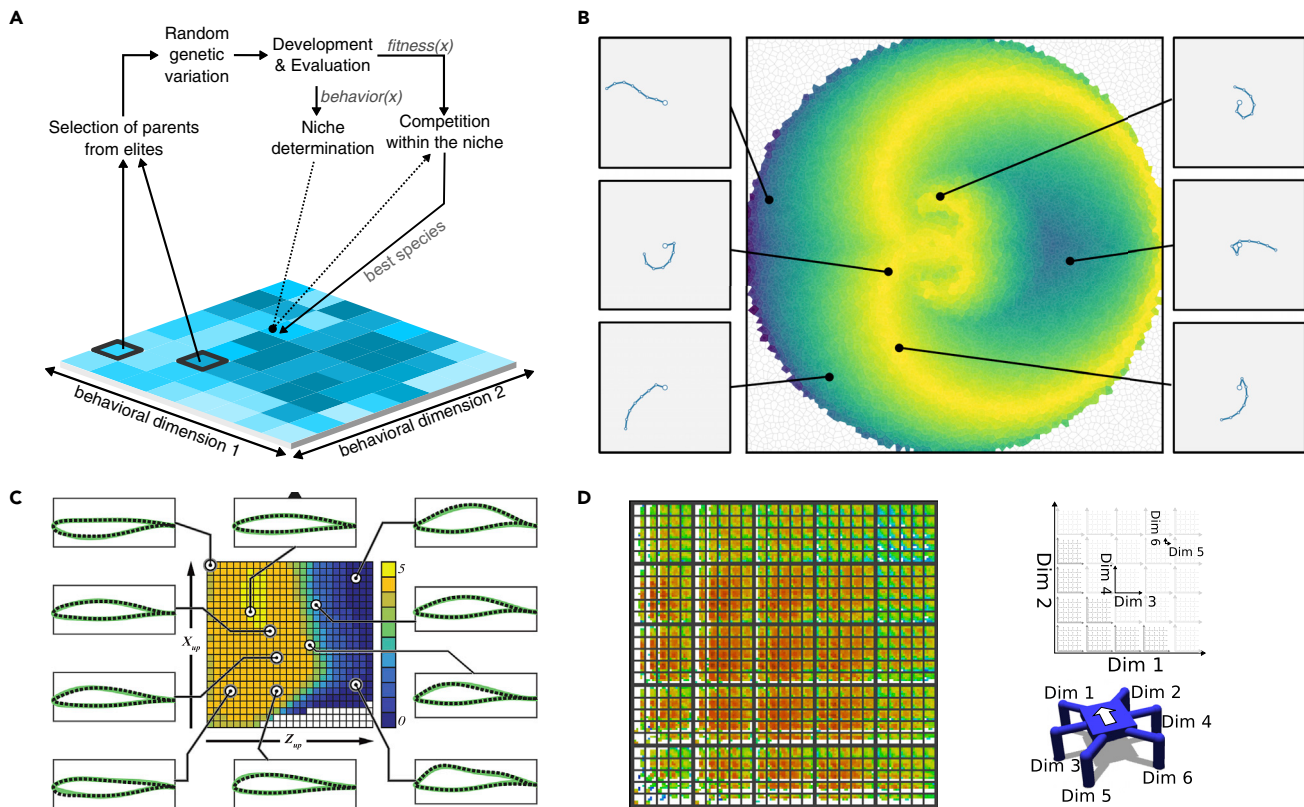 A
Random
genetic
variation
Development
& Evaluation
fitness(x)
behavior(x)
Selection of parents
from elites
Niche
determination
Competition
within the niche
best species
behavioral dimension 1
behavioral dimension 2
B
C
5
X up
0
Z up
D
Dim 2
Dim 6
Dim 5
Dim 4
Dim 3
Dim 1
Dim 1
Dim 2
Dim 4
Dim 3
Dim 6
Dim 5